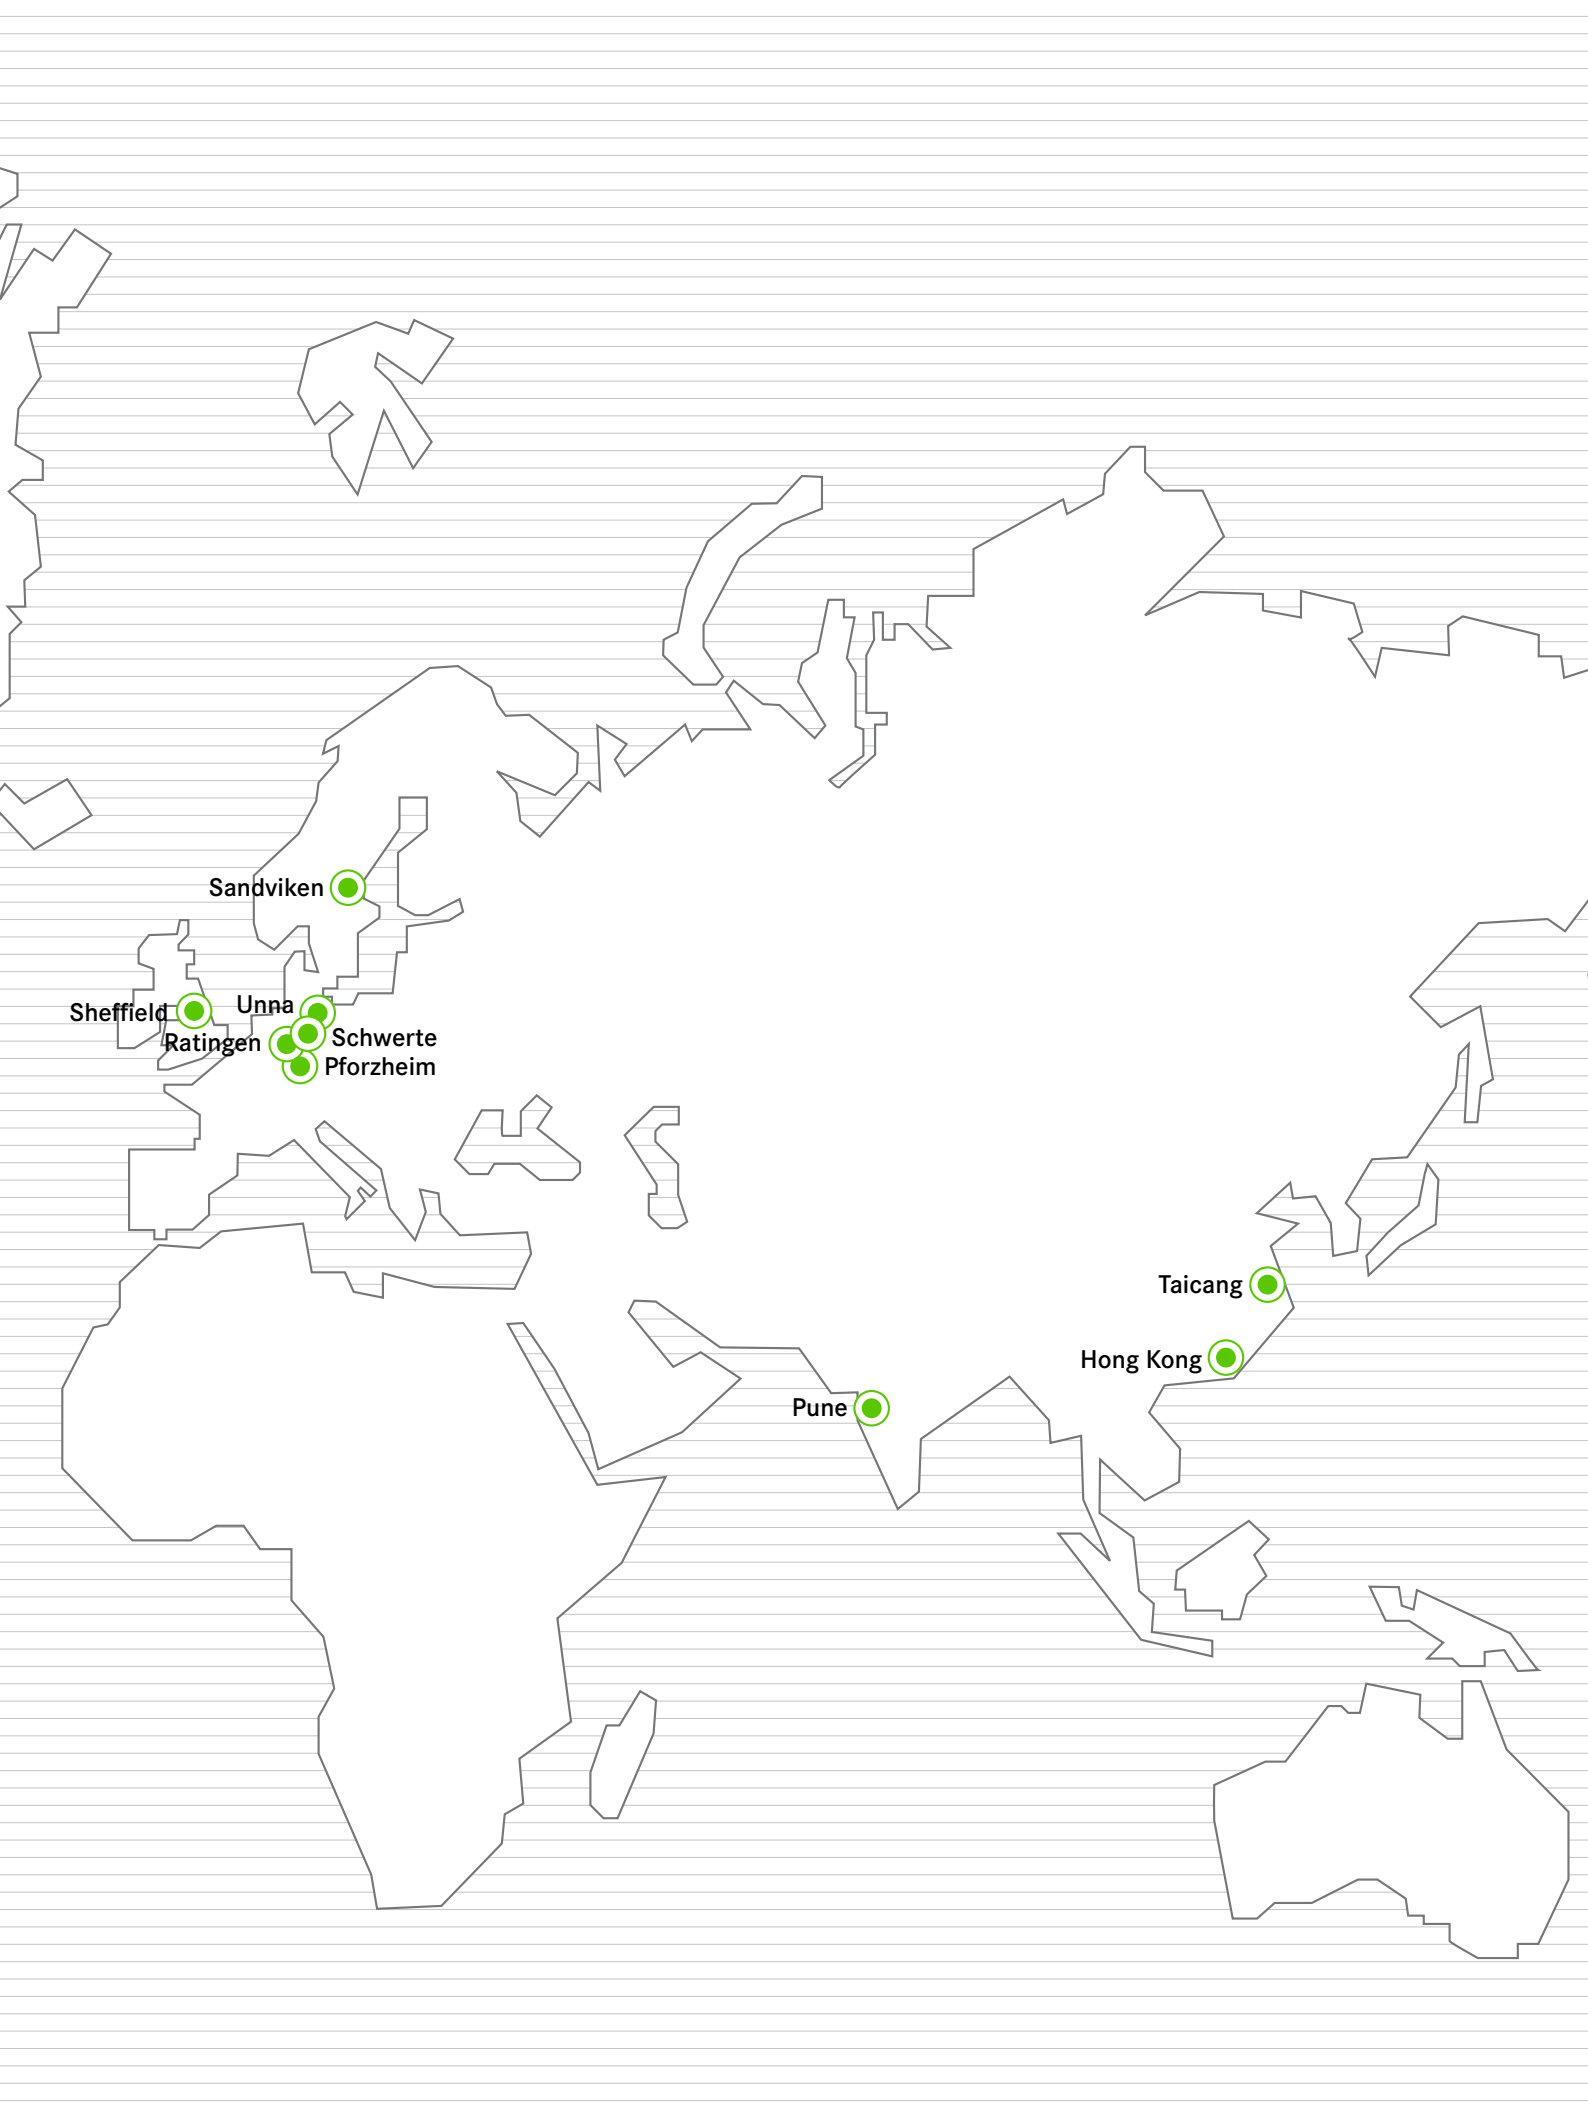 Sandviken
Unna
Sheffield
Schwerte
Ratingen
Pforzheim
Taicang
Hong Kong
Pune